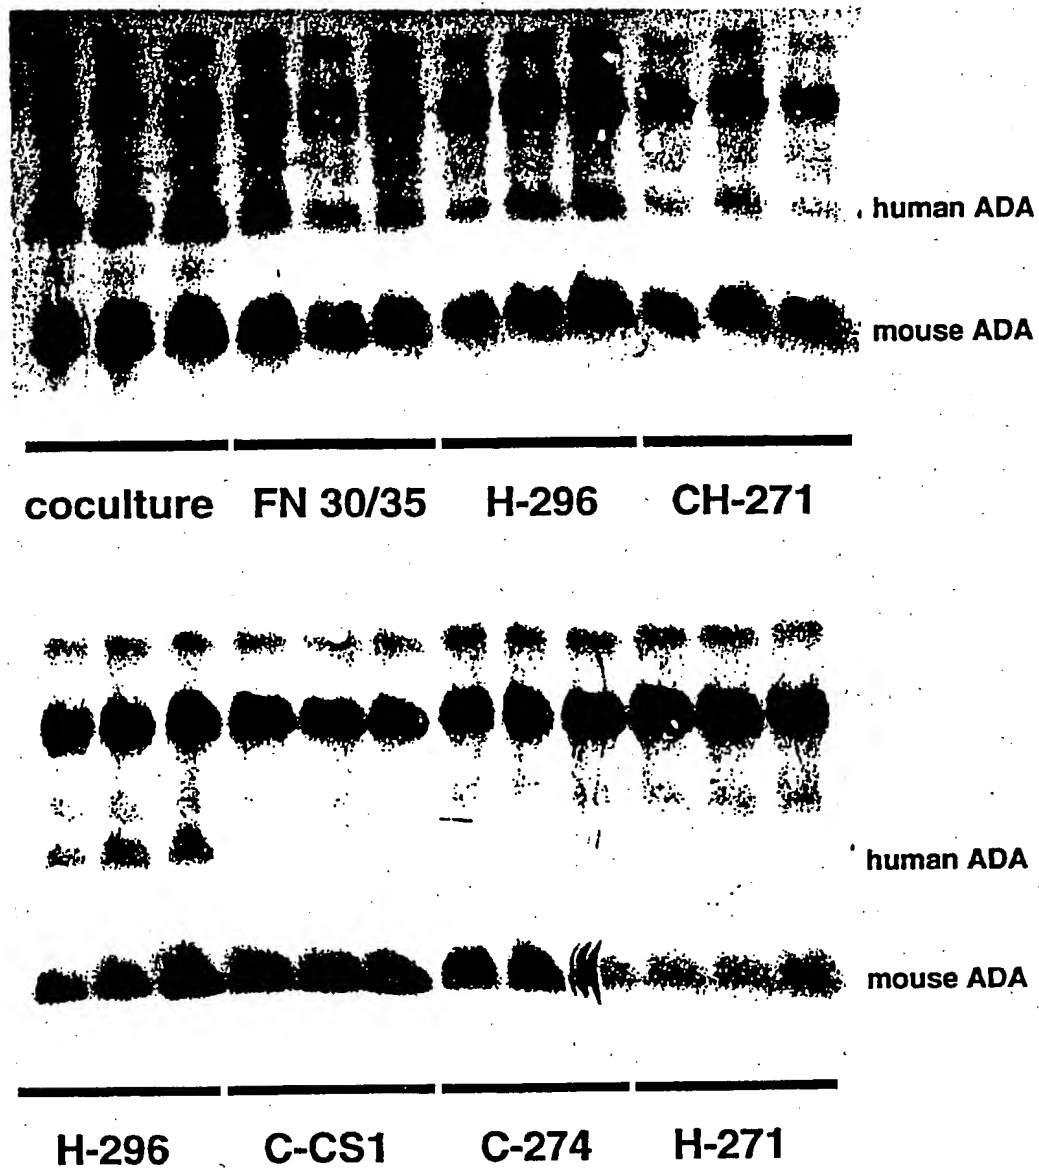 human ADA
mouse ADA
coculture FN 30/35 H-296 CH-271
human ADA
mouse ADA
H-296 C-CS1 C-274 H-271